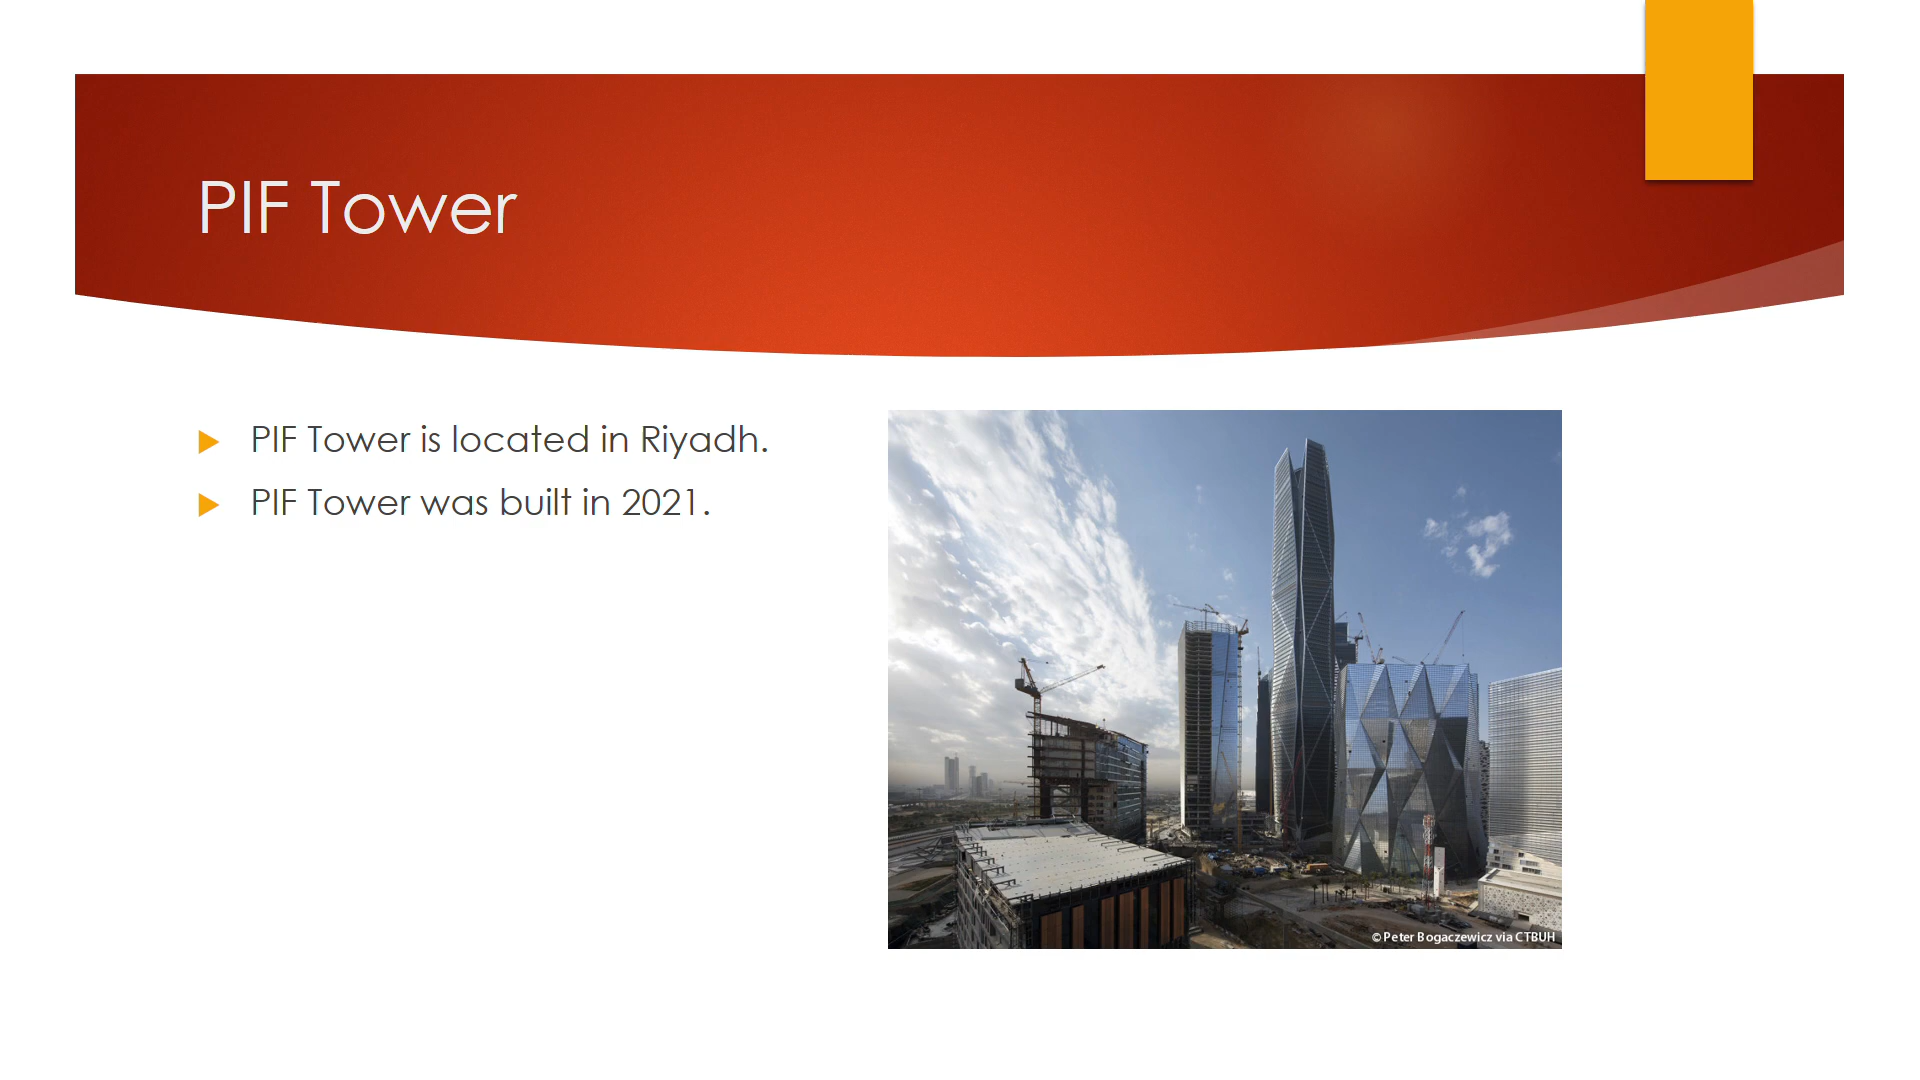 PIF Tower
PIF Tower is located in Riyadh.
PIF Tower was built in 2021.
© Peter Bogaczewicz via CTBUH